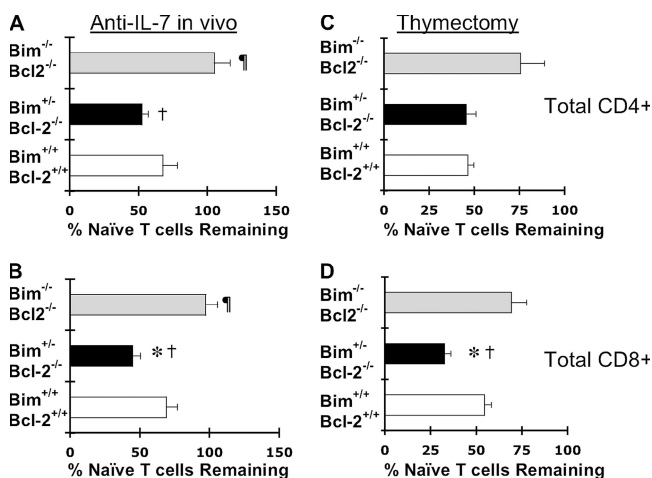 A
Anti-IL-7 in vivo
Bim-/-
Bcl2-/-
¶
Bim+/-
Bcl-2-/-
†
Bim+/+
Bcl-2+/+
0 50 100 150
% Naïve T cells Remaining
C
Thymectomy
Bim-/-
Bcl2-/-
Bim+/-
Bcl-2-/-
Total CD4+
Bim+/+
Bcl-2+/+
0 25 50 75 100
% Naïve T cells Remaining
B
Bim-/-
Bcl2-/-
¶
Bim+/-
Bcl-2-/-
* †
Bim+/+
Bcl-2+/+
0 50 100 150
% Naïve T cells Remaining
D
Bim-/-
Bcl2-/-
Bim+/-
Bcl-2-/-
* †
Total CD8+
Bim+/+
Bcl-2+/+
0 25 50 75 100
% Naïve T cells Remaining